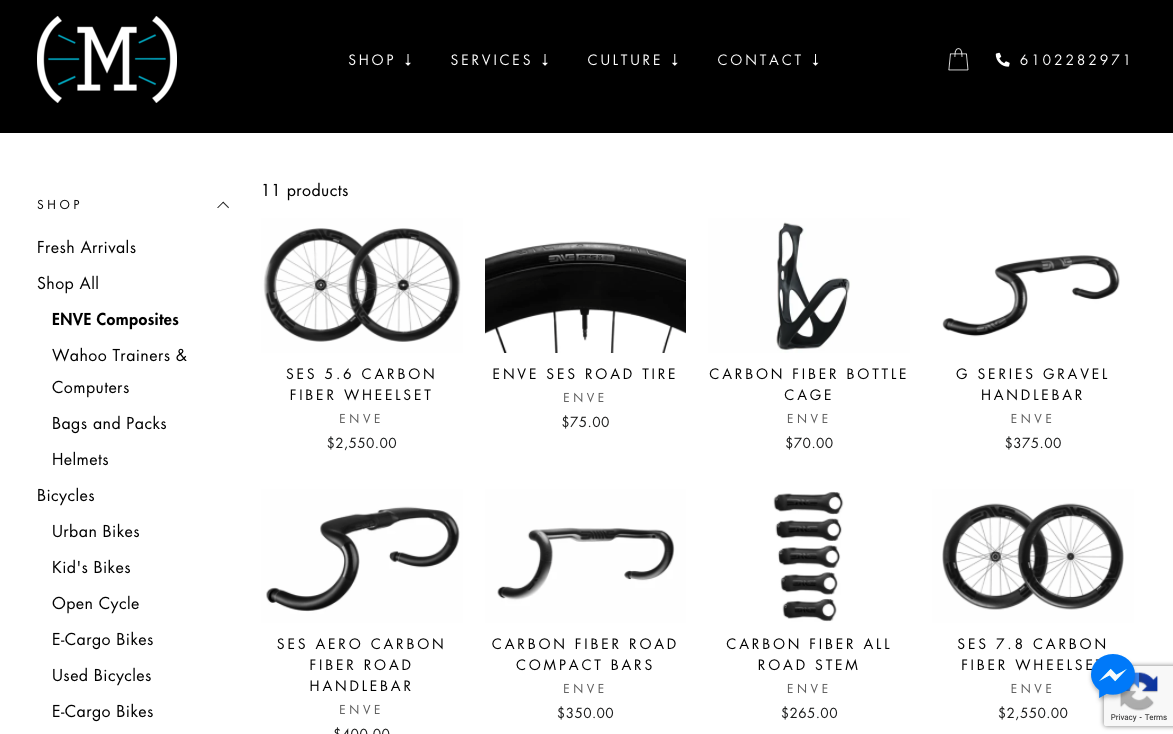 (M)
SHOP ↓
SERVICES ↓
CULTURE ↓
CONTACT ↓
6102282971
SHOP
Fresh Arrivals
Shop All
ENVE Composites
Wahoo Trainers &
Computers
Bags and Packs
Helmets
Bicycles
Urban Bikes
Kid's Bikes
Open Cycle
E-Cargo Bikes
Used Bicycles
E-Cargo Bikes
11 products
SES 5.6 CARBON
FIBER WHEELSET
ENVE
$2,550.00
ENVE SES ROAD TIRE
ENVE
$75.00
CARBON FIBER BOTTLE
CAGE
ENVE
$70.00
G SERIES GRAVEL
HANDLEBAR
ENVE
$375.00
SES AERO CARBON
FIBER ROAD
HANDLEBAR
ENVE
$400.00
CARBON FIBER ROAD
COMPACT BARS
ENVE
$350.00
CARBON FIBER ALL
ROAD STEM
ENVE
$265.00
SES 7.8 CARBON
FIBER WHEELSET
ENVE
$2,550.00
Privacy - Terms